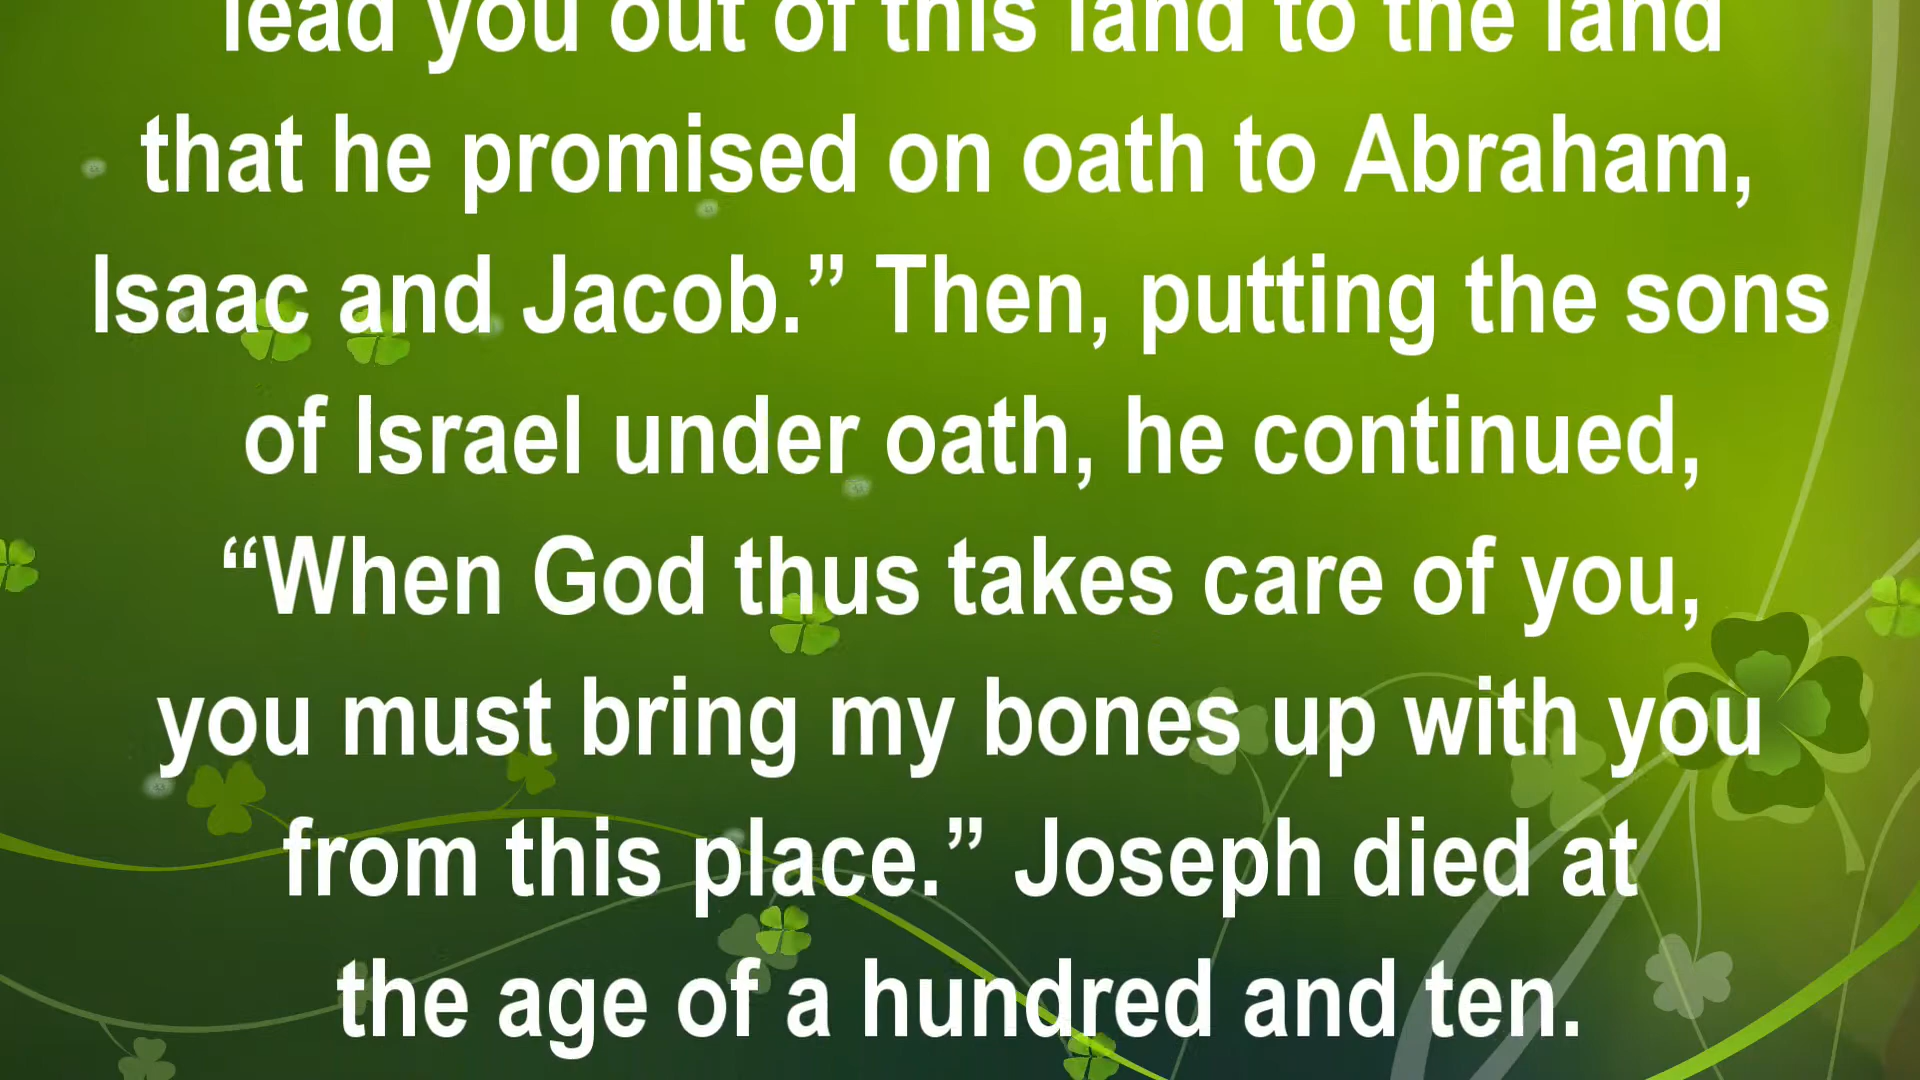 lead you out of this land to the land
that he promised on oath to Abraham,
Isaac and Jacob.” Then, putting the sons
of Israel under oath, he continued,
“When God thus takes care of you,
you must bring my bones up with you
from this place.” Joseph died at
the age of a hundred and ten.